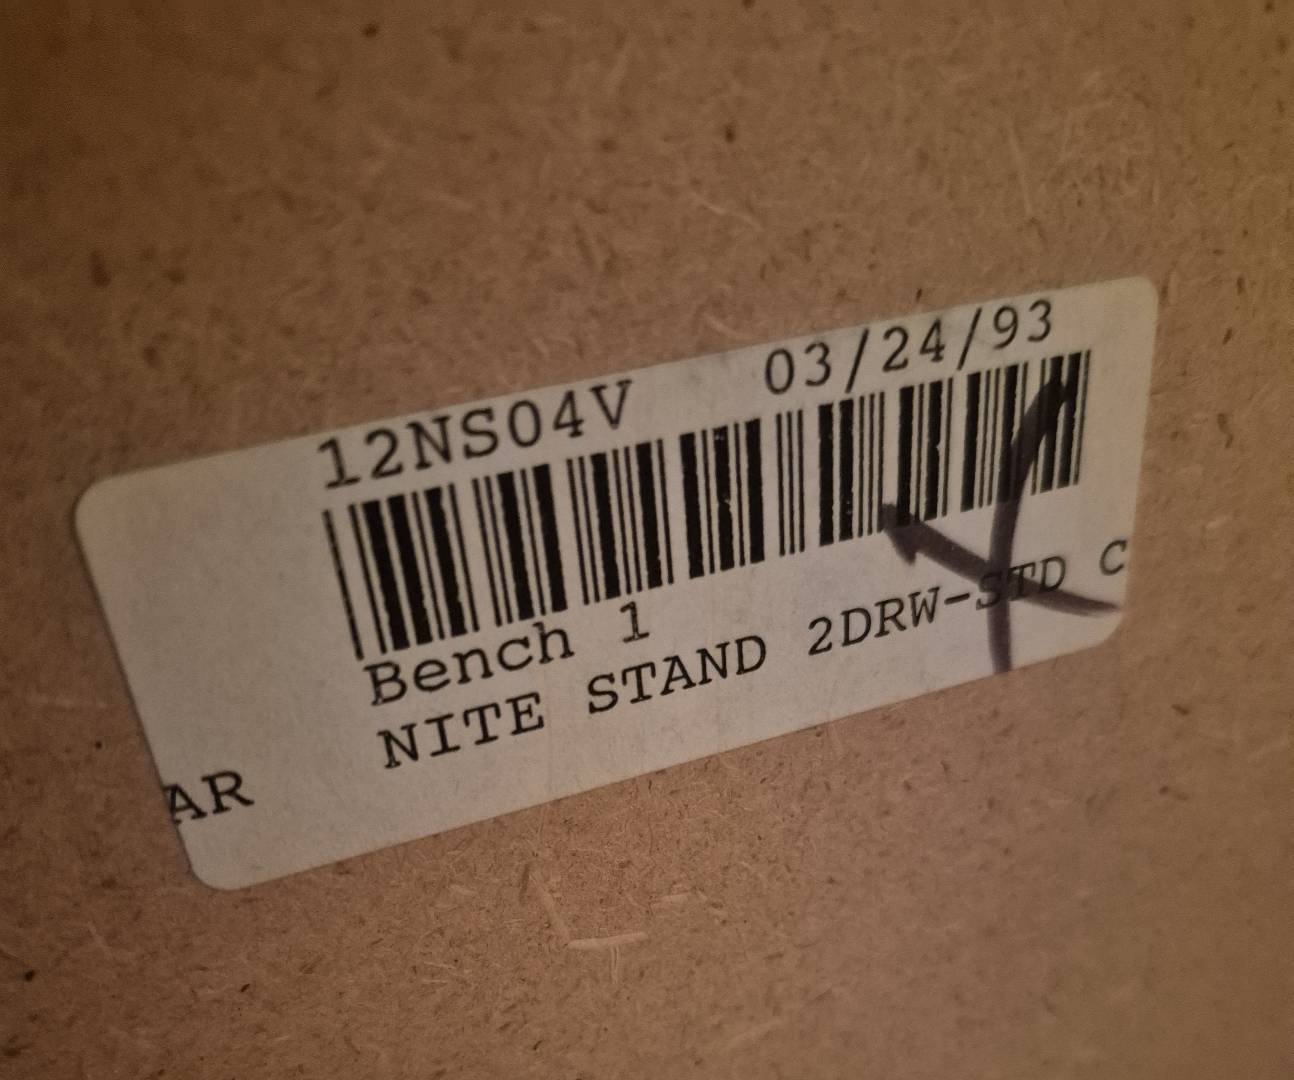 12NS04V 03/24/93
Bench 1
NITE STAND 2DRW-STD C
AR